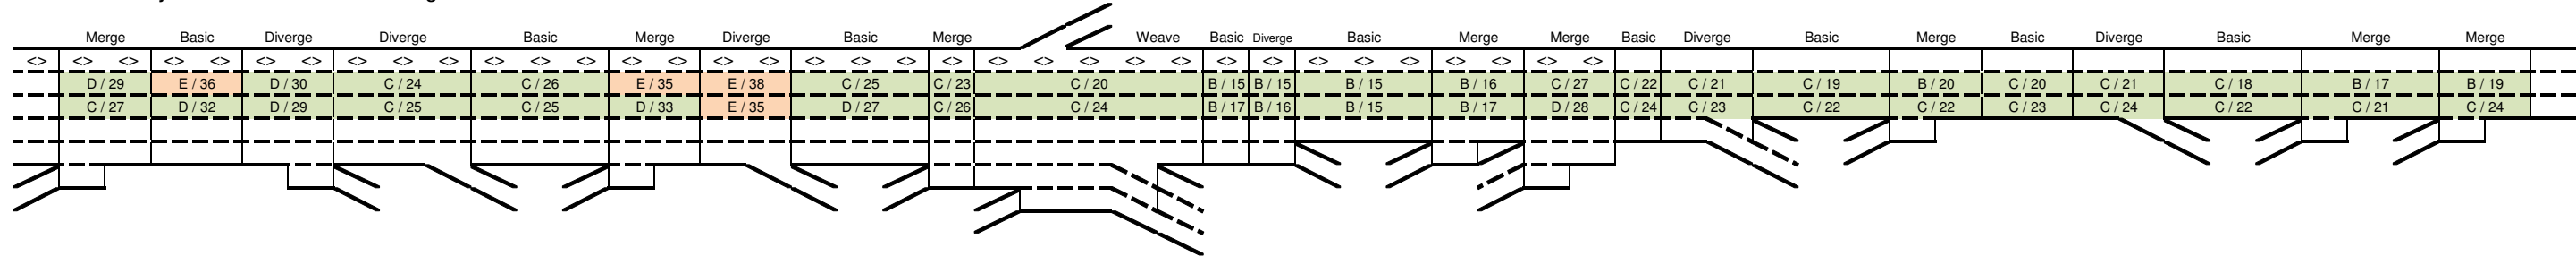 Merge Basic Diverge Diverge Basic Merge Diverge Basic Merge Weave Basic Diverge Basic Merge Merge Basic Diverge Basic Merge Basic Diverge Basic Merge Merge
<> <> <> <> <> <> <> <> <> <> <> <> <> <> <> <> <> <> <> <> <> <> <> <> <> <> <> <> <> <> <> <> <> <> <>
D / 29 E / 36 D / 30 C / 24 C / 26 E / 35 E / 38 C / 25 C / 23 C / 20 B / 15 B / 15 B / 15 B / 16 C / 27 C / 22 C / 21 C / 19 B / 20 C / 20 C / 21 C / 18 B / 17 B / 19
C / 27 D / 32 D / 29 C / 25 C / 25 D / 33 E / 35 D / 27 C / 26 C / 24 B / 17 B / 16 B / 15 B / 17 D / 28 C / 24 C / 23 C / 22 C / 22 C / 23 C / 24 C / 22 C / 21 C / 24